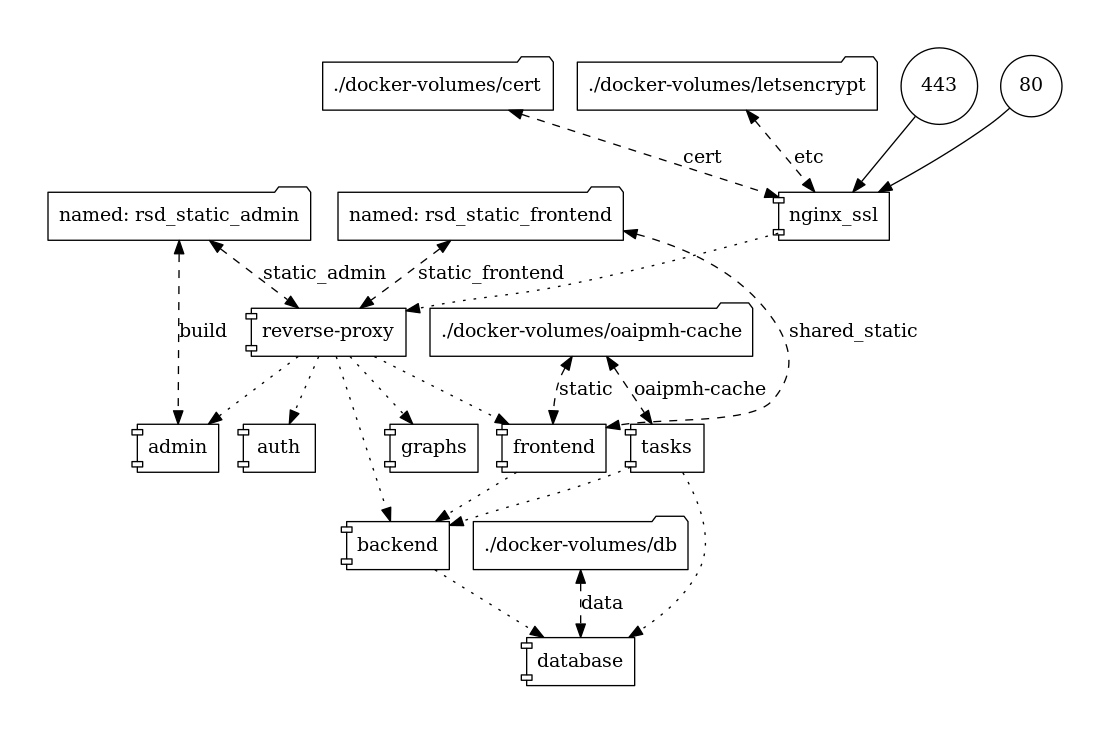 ./docker-volumes/cert
./docker-volumes/letsencrypt
443
80
cert
etc
named: rsd_static_admin
named: rsd_static_frontend
nginx_ssl
static_admin
static_frontend
build
reverse-proxy
./docker-volumes/oaipmh-cache
shared_static
static
oaipmh-cache
admin
auth
graphs
frontend
tasks
backend
./docker-volumes/db
data
database